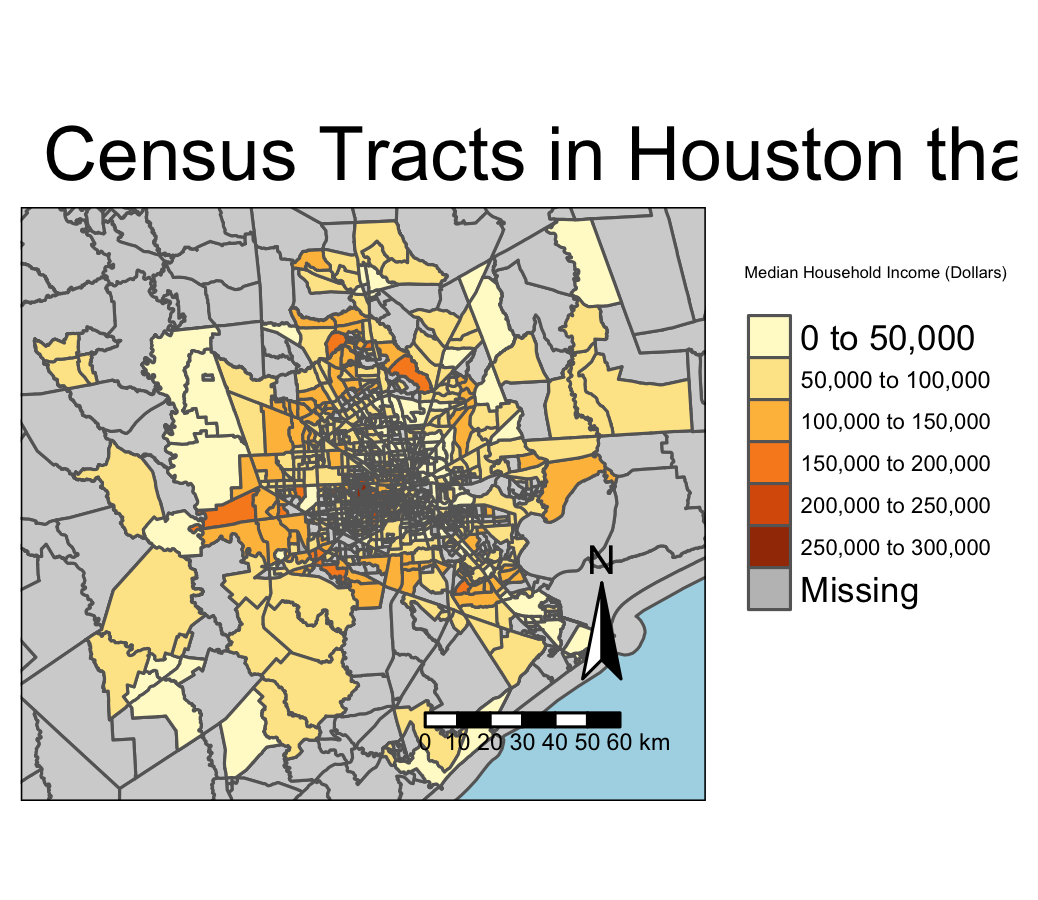 Census Tracts in Houston tha
Median Household Income (Dollars)
0 to 50,000
50,000 to 100,000
100,000 to 150,000
150,000 to 200,000
200,000 to 250,000
250,000 to 300,000
Missing
N
0 10 20 30 40 50 60 km